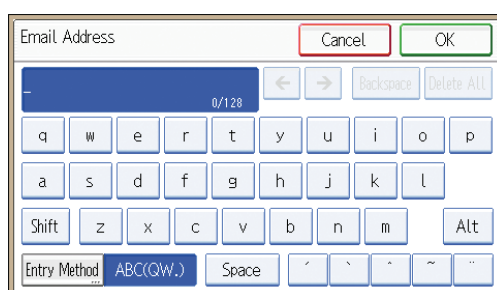 Email Address Cancel OK
_ 0/128 ← → Backspace Delete All
q w e r t y u i o p
a s d f g h j k l
Shift z x c v b n m Alt
Entry Method ABC(QW.) Space ´ ` ^ ~ ¨